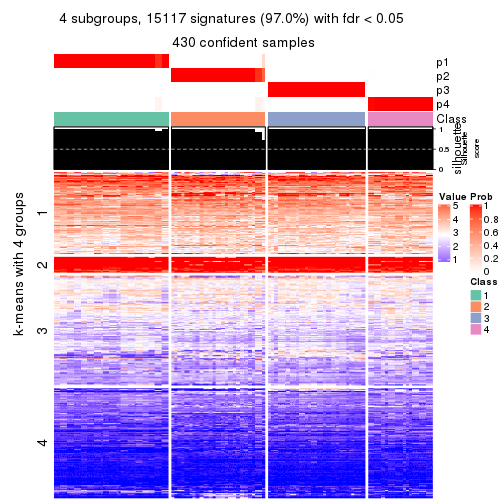 4 subgroups, 15117 signatures (97.0%) with fdr < 0.05
430 confident samples
p1
p2
p3
p4
Class
silhouette
Silhouette
score
1
0.5
0
k-means with 4 groups
1
2
3
4
Value
5
4
3
2
1
Prob
1
0.8
0.6
0.4
0.2
0
Class
1
2
3
4